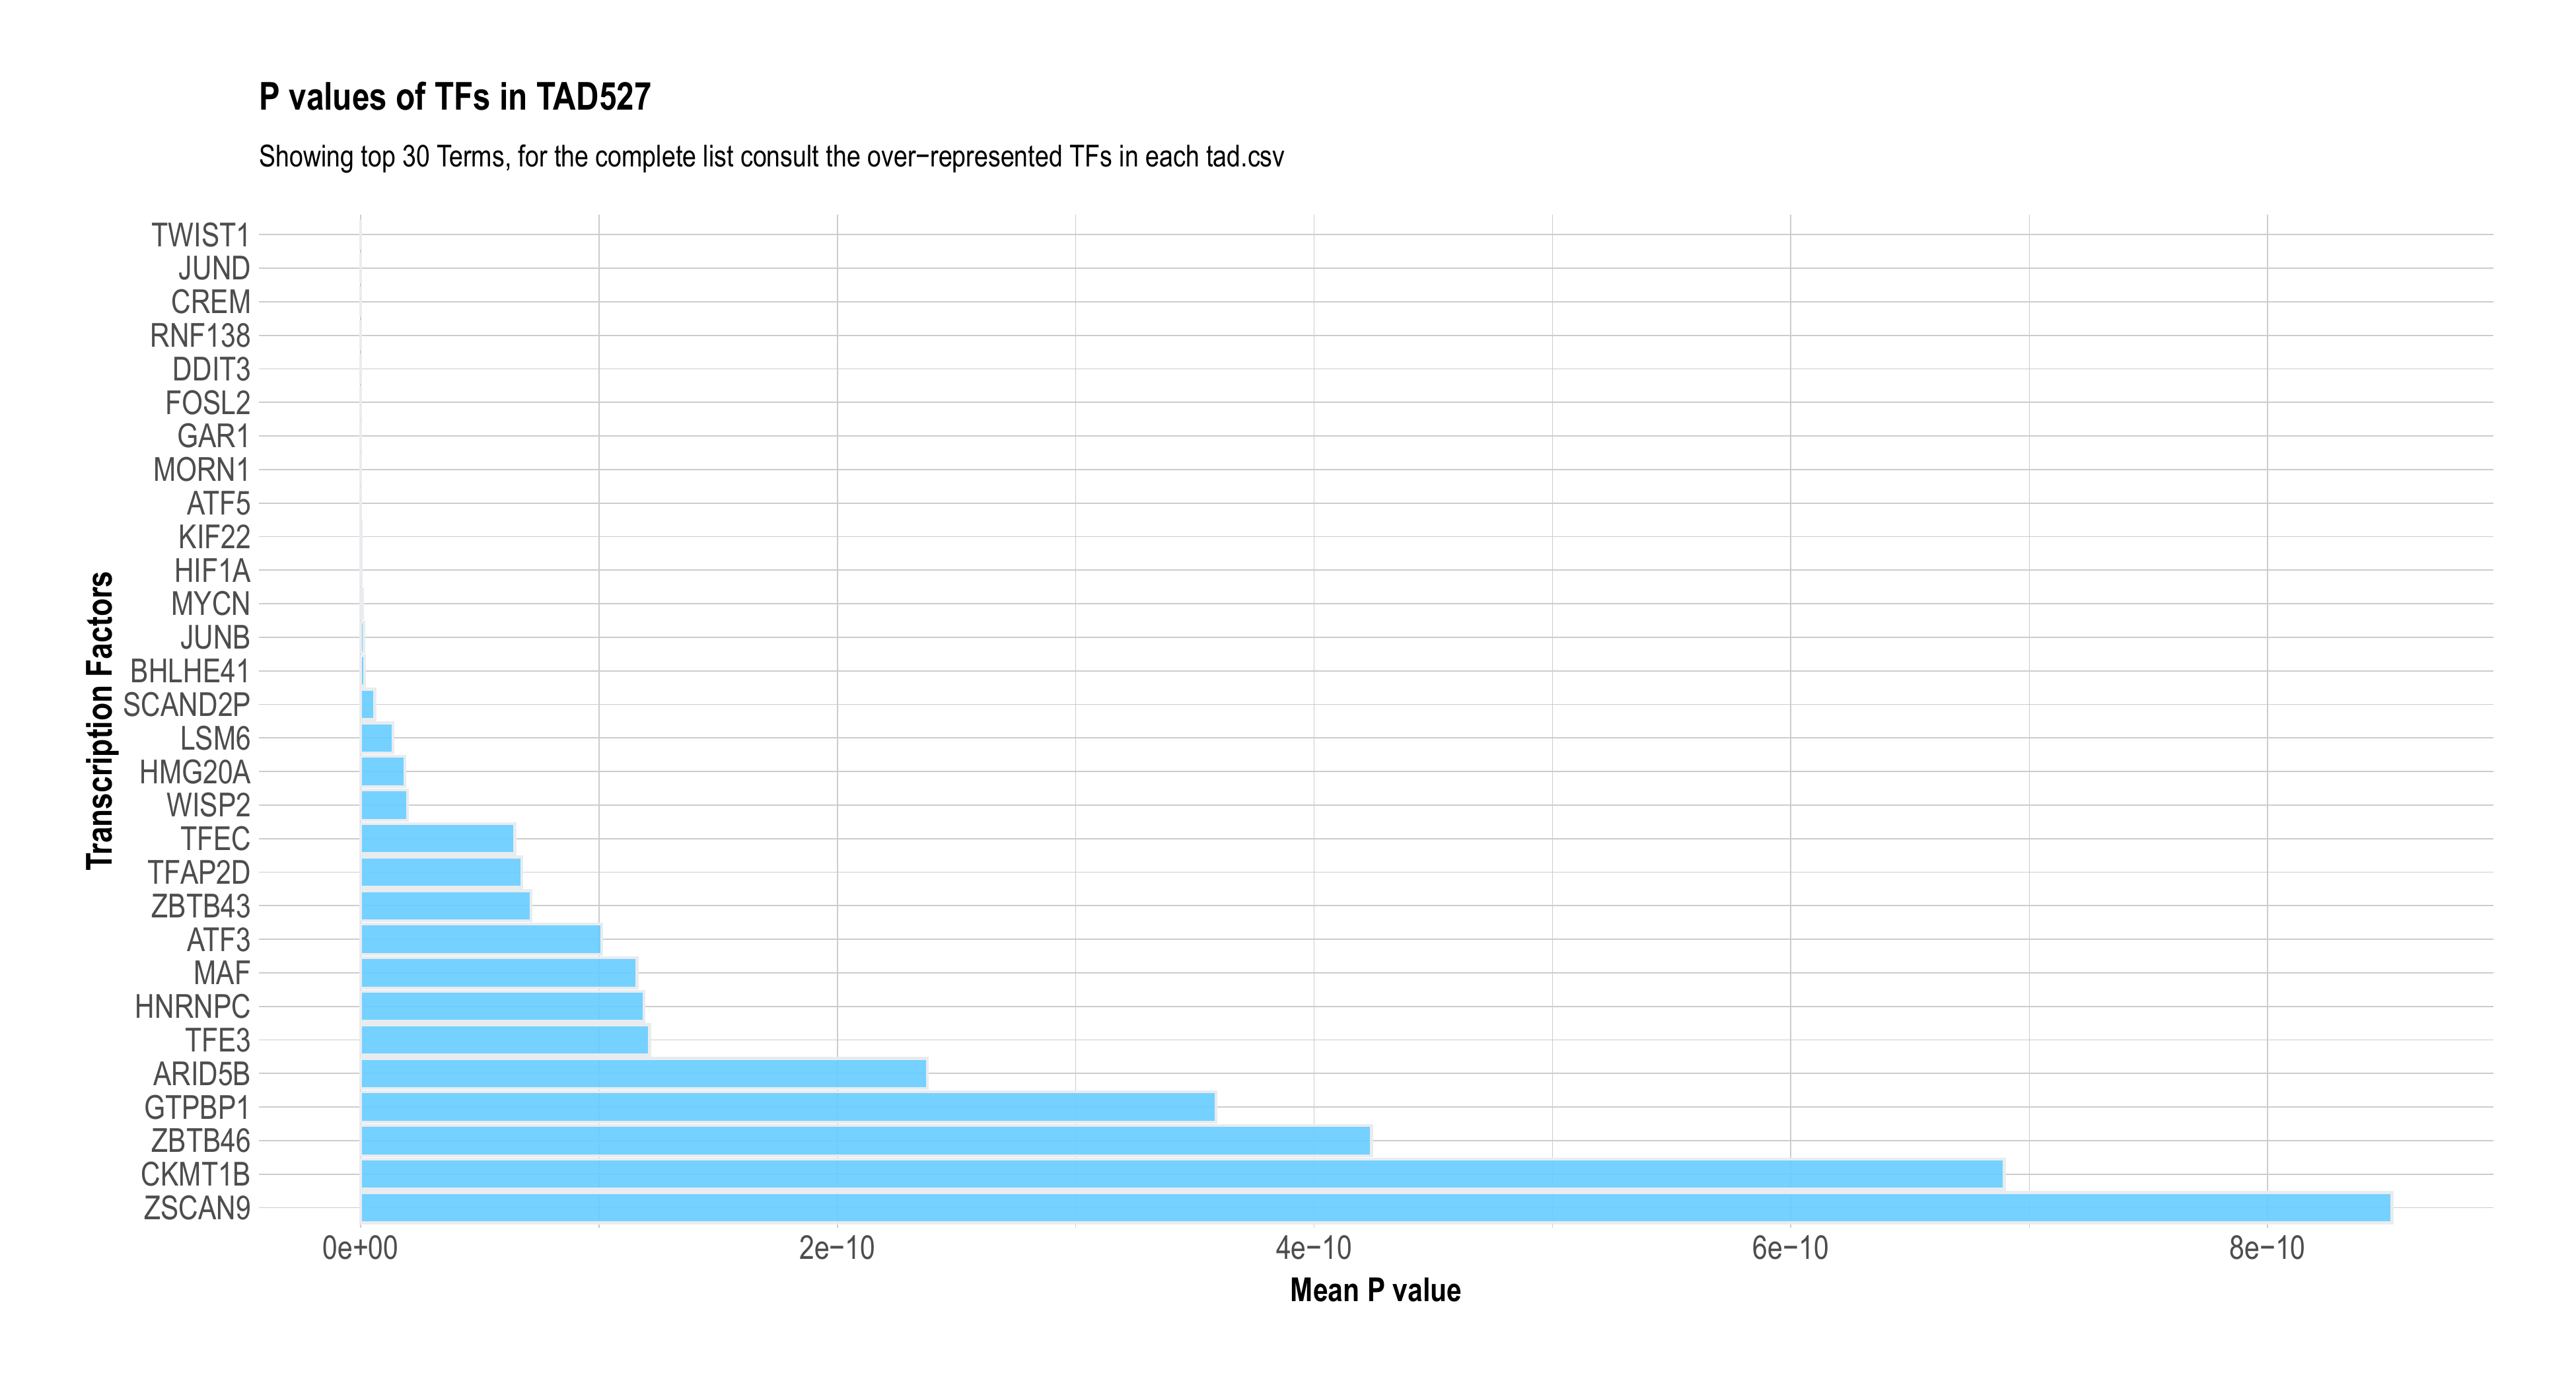 P values of TFs in TAD527
Showing top 30 Terms, for the complete list consult the over−represented TFs in each tad.csv
Transcription Factors
TWIST1
JUND
CREM
RNF138
DDIT3
FOSL2
GAR1
MORN1
ATF5
KIF22
HIF1A
MYCN
JUNB
BHLHE41
SCAND2P
LSM6
HMG20A
WISP2
TFEC
TFAP2D
ZBTB43
ATF3
MAF
HNRNPC
TFE3
ARID5B
GTPBP1
ZBTB46
CKMT1B
ZSCAN9
0e+00 2e−10 4e−10 6e−10 8e−10
Mean P value